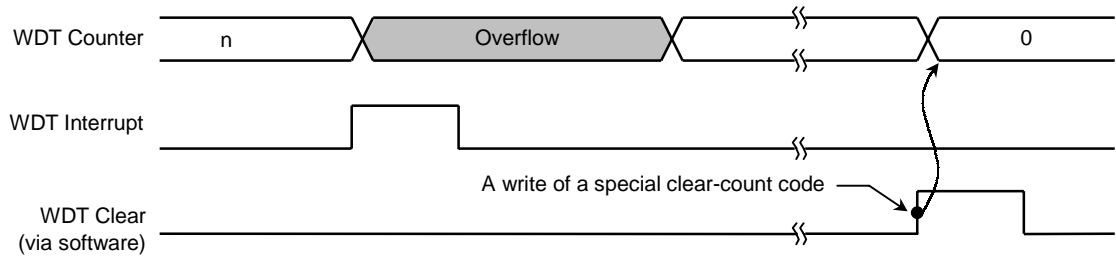 WDT Counter
n
Overflow
0
WDT Interrupt
A write of a special clear-count code
WDT Clear
(via software)